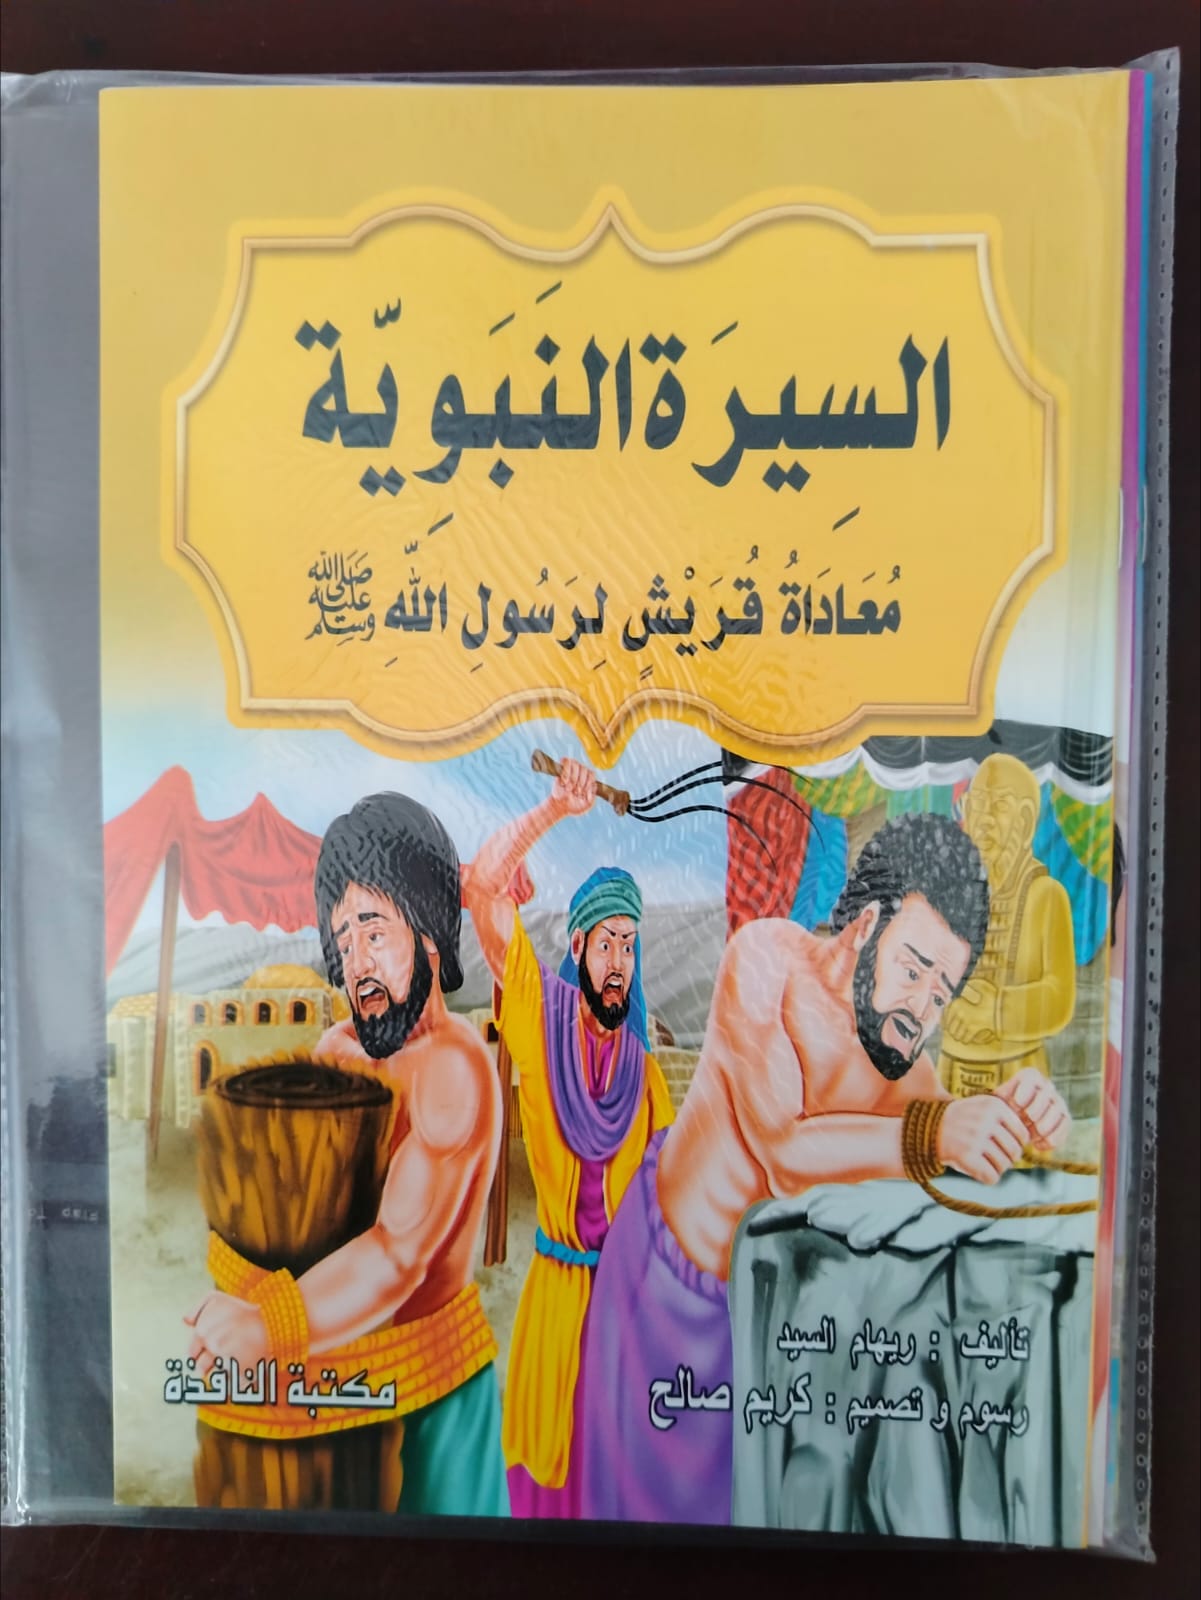 السِيرَة النَبَوِيّة
مُعَادَاةُ قُرَيْشٍ لِرَسُولِ اللَّهِ ﷺ
تأليف : ريهام السيد
رسوم و تصميم : كريم صالح
مكتبة النافذة